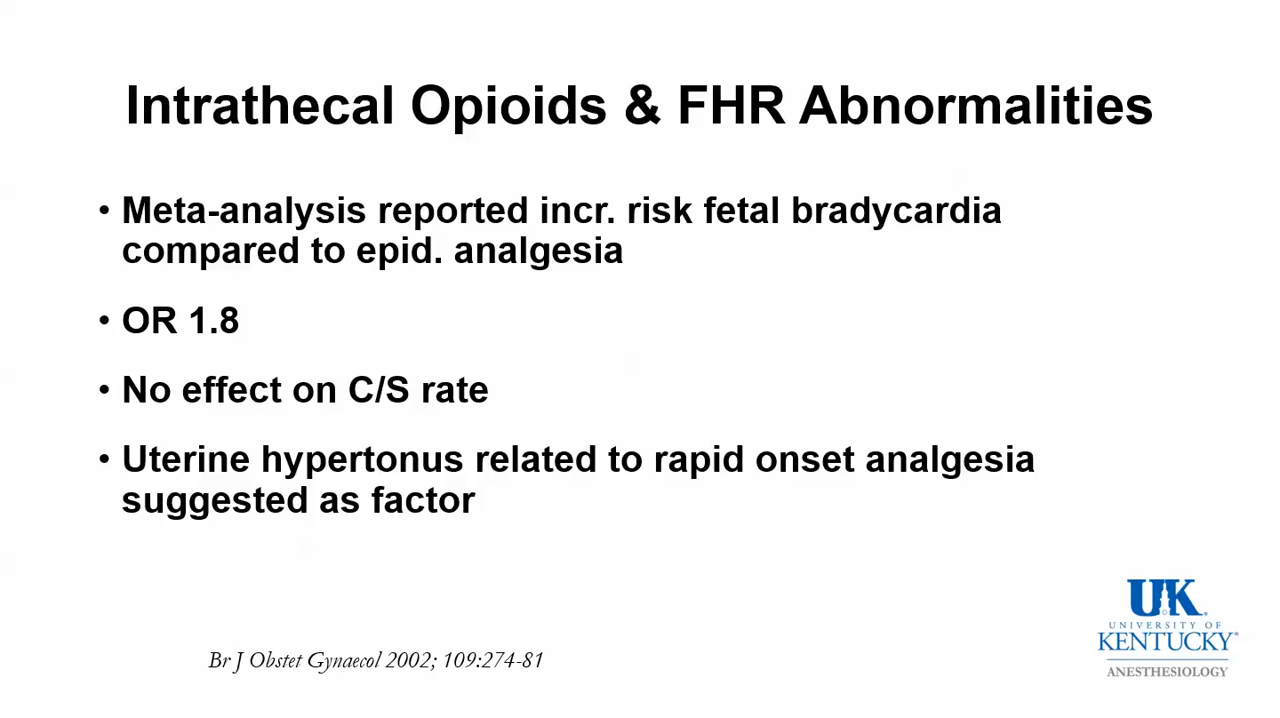 Intrathecal Opioids & FHR Abnormalities
• Meta-analysis reported incr. risk fetal bradycardia
compared to epid. analgesia
• OR 1.8
• No effect on C/S rate
• Uterine hypertonus related to rapid onset analgesia
suggested as factor
Br J Obstet Gynaecol 2002; 109:274-81
UK
UNIVERSITY OF
KENTUCKY®
ANESTHESIOLOGY